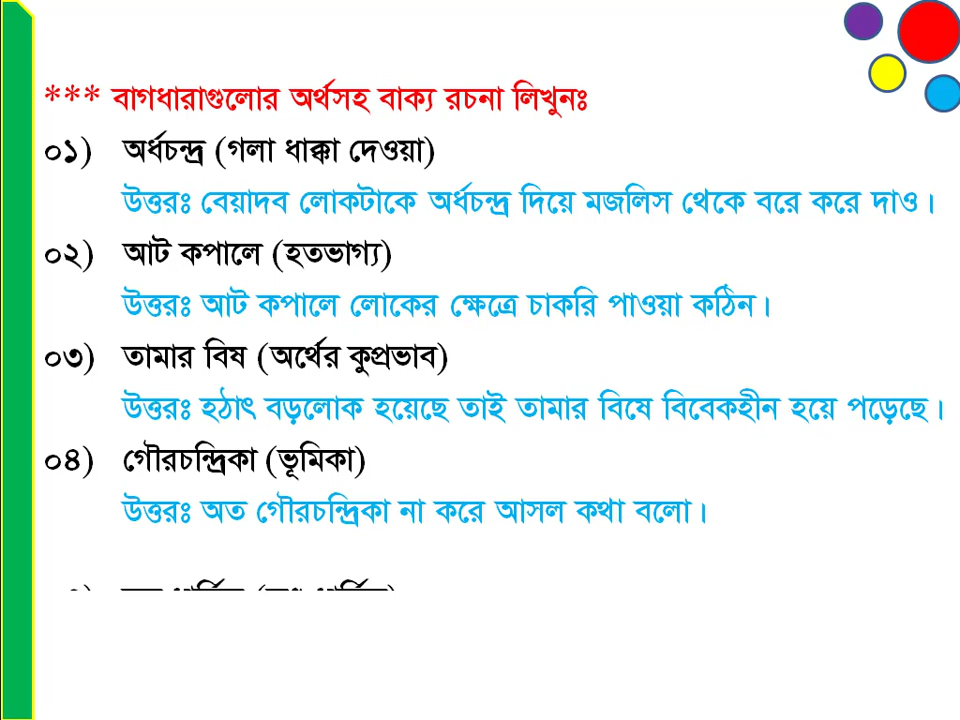 *** বাগধারাগুলোর অর্থসহ বাক্য রচনা লিখুনঃ
০১) অর্ধচন্দ্র (গলা ধাক্কা দেওয়া)
উত্তরঃ বেয়াদব লোকটাকে অর্ধচন্দ্র দিয়ে মজলিস থেকে বরে করে দাও।
০২) আট কপালে (হতভাগ্য)
উত্তরঃ আট কপালে লোকের ক্ষেত্রে চাকরি পাওয়া কঠিন।
০৩) তামার বিষ (অর্থের কুপ্রভাব)
উত্তরঃ হঠাৎ বড়লোক হয়েছে তাই তামার বিষে বিবেকহীন হয়ে পড়েছে।
০৪) গৌরচন্দ্রিকা (ভূমিকা)
উত্তরঃ অত গৌরচন্দ্রিকা না করে আসল কথা বলো।